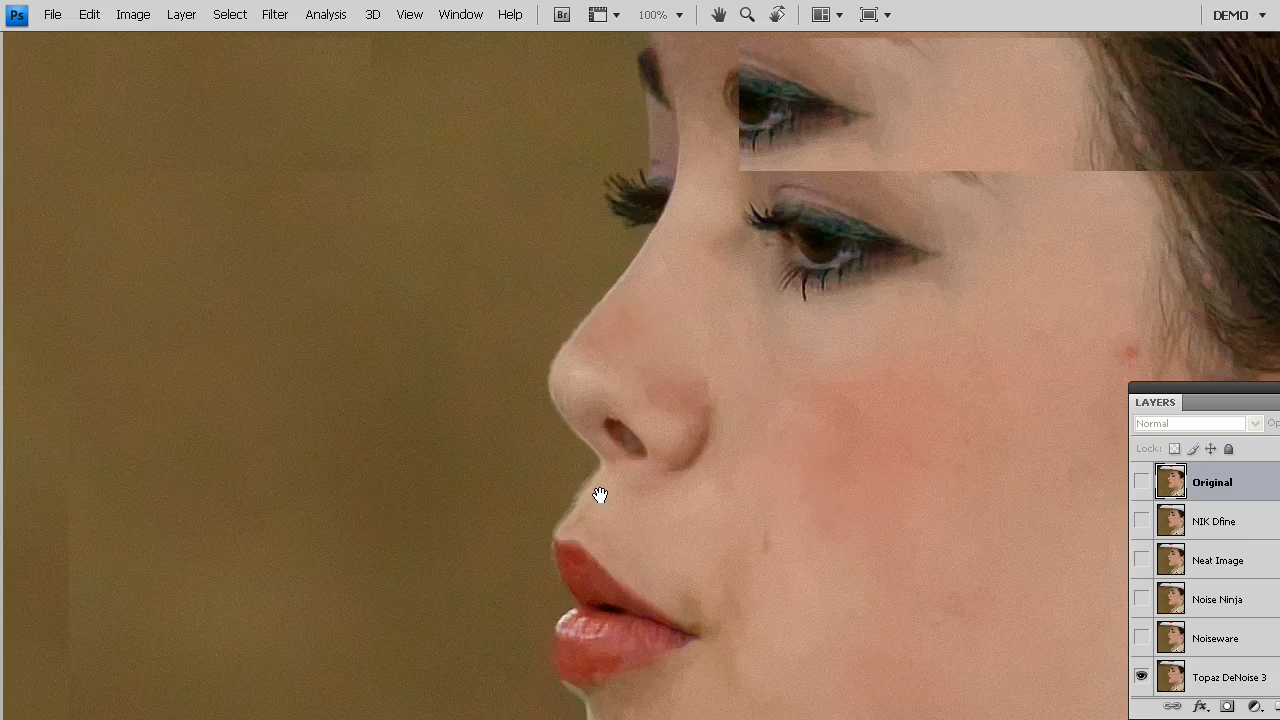 Ps File Edit Image Layer Select Filter Analysis 3D View Window Help Br 100% DEMO
LAYERS
Normal
Lock:
Original
NIK Dfine
Neat Image
Noise Ninja
Noiseware
Topaz DeNoise 3
fx.